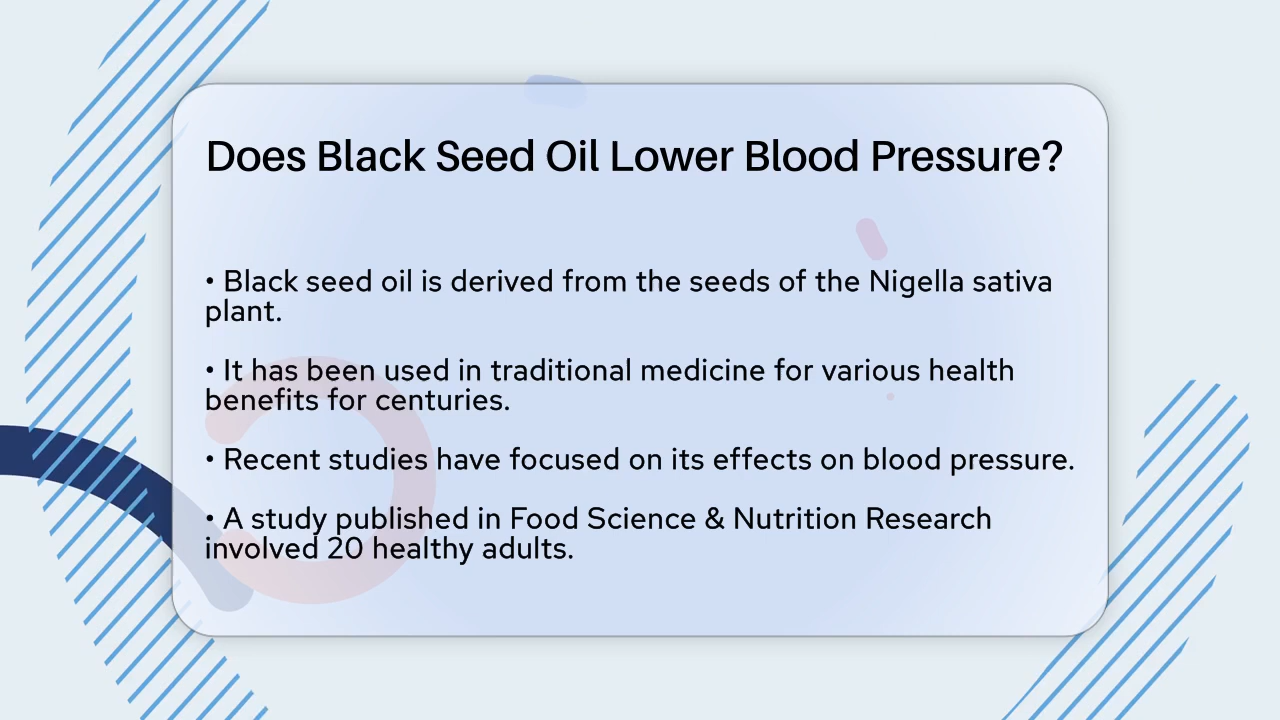 Does Black Seed Oil Lower Blood Pressure?
• Black seed oil is derived from the seeds of the Nigella sativa
plant.
• It has been used in traditional medicine for various health
benefits for centuries.
• Recent studies have focused on its effects on blood pressure.
• A study published in Food Science & Nutrition Research
involved 20 healthy adults.